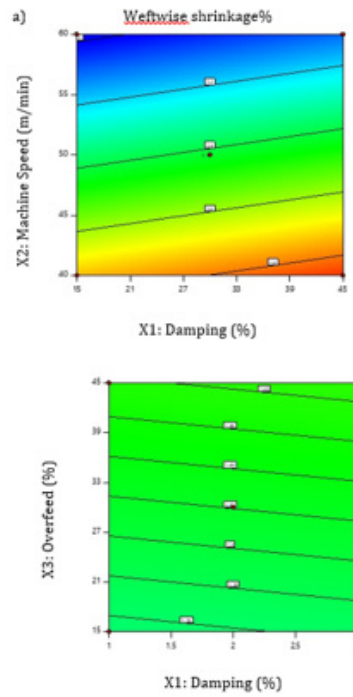 a) Weftwise shrinkage%
60
55
50
45
40
X2: Machine Speed (m/min)
15 21 27 33 39 45
X1: Damping (%)
45
39
33
27
21
15
X3: Overfeed (%)
1 1.5 2 2.5
X1: Damping (%)